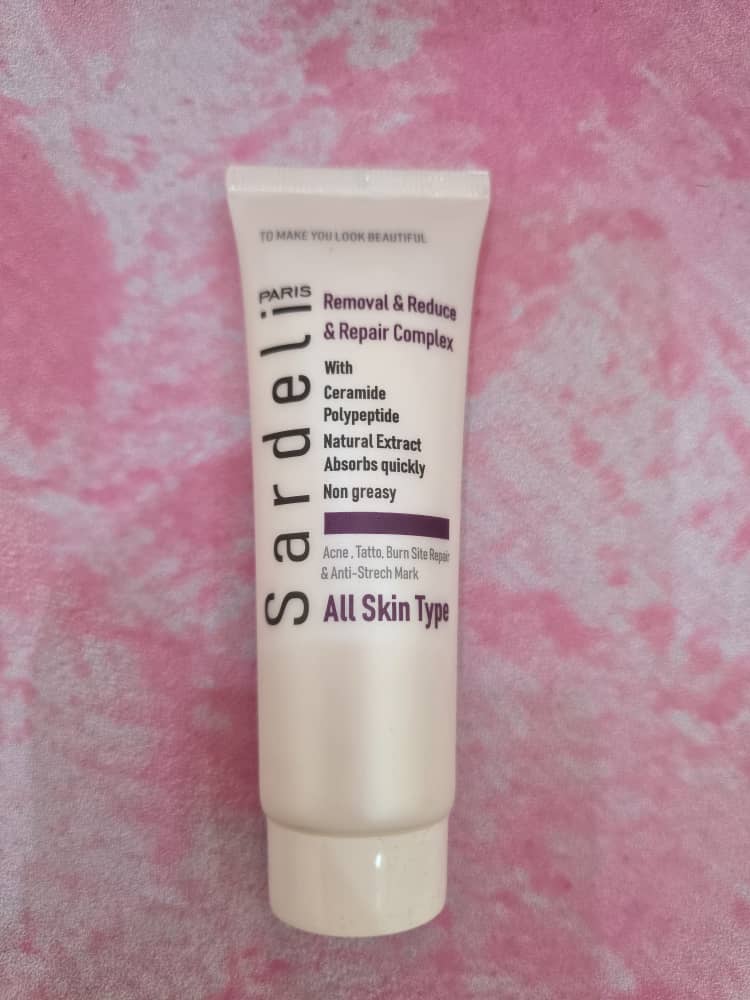 TO MAKE YOU LOOK BEAUTIFUL
PARIS
Sardeli
Removal & Reduce
& Repair Complex
With
Ceramide
Polypeptide
Natural Extract
Absorbs quickly
Non greasy
Acne , Tatto, Burn Site Repair
& Anti-Strech Mark
All Skin Type